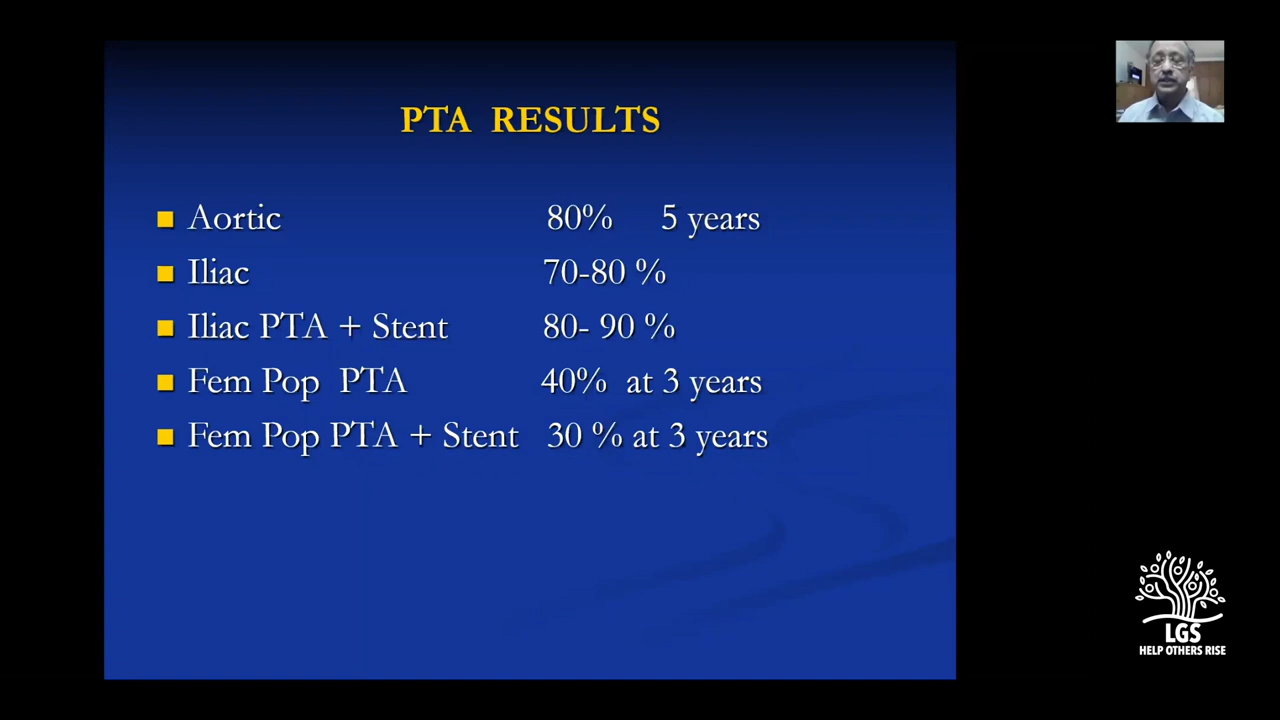 PTA RESULTS
Aortic 80% 5 years
Iliac 70-80 %
Iliac PTA + Stent 80- 90 %
Fem Pop PTA 40% at 3 years
Fem Pop PTA + Stent 30 % at 3 years
LGS
HELP OTHERS RISE